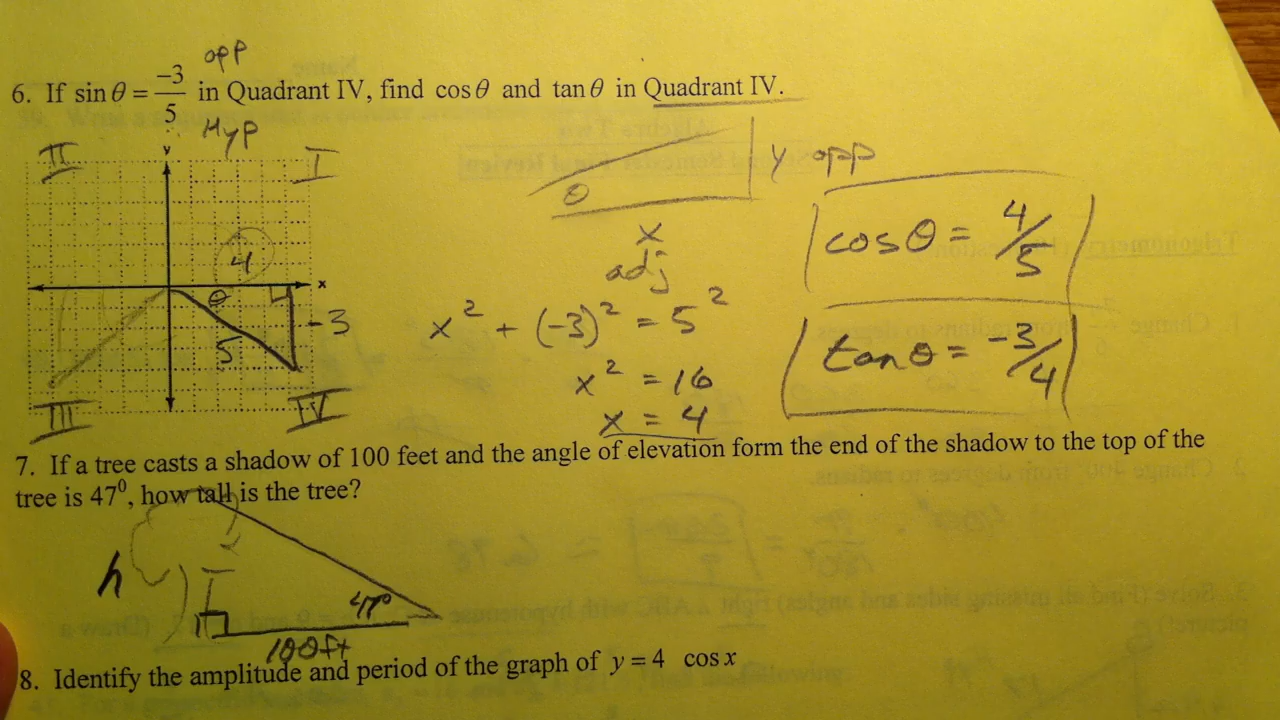 opp
6. If sin θ = -3/5 in Quadrant IV, find cos θ and tan θ in Quadrant IV.
Hyp
II
y
I
θ
y opp
x
adj
4
x
θ
-3
5
III
IV
x² + (-3)² = 5²
x² = 16
x = 4
cos θ = 4/5
tan θ = -3/4
7. If a tree casts a shadow of 100 feet and the angle of elevation form the end of the shadow to the top of the
tree is 47⁰, how tall is the tree?
h
47⁰
100ft
8. Identify the amplitude and period of the graph of y = 4 cos x